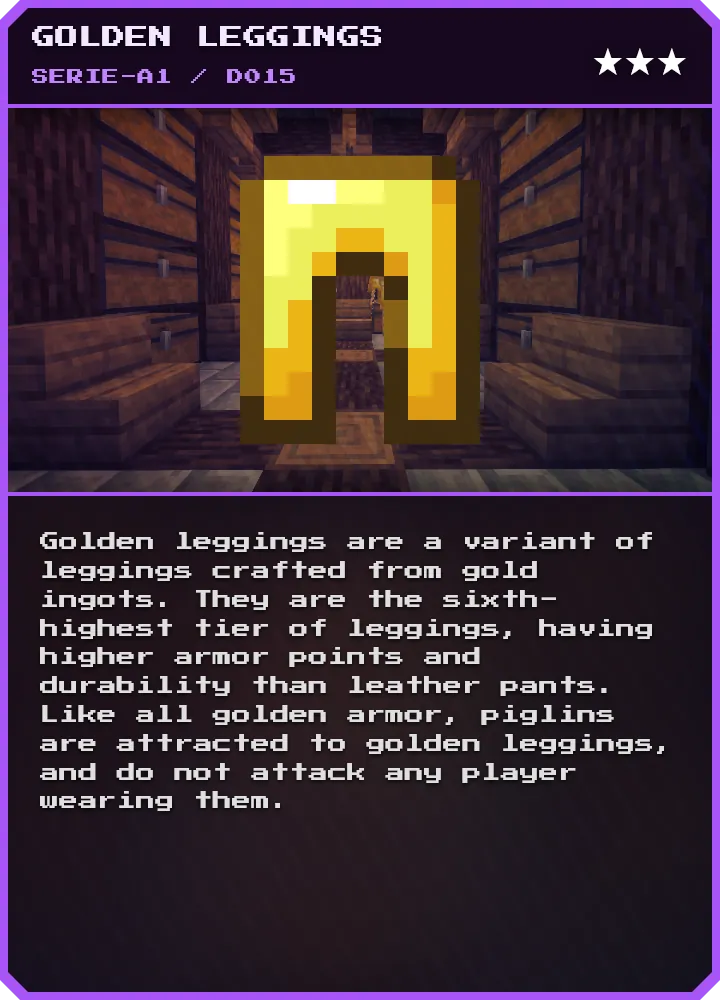 GOLDEN LEGGINGS
SERIE-A1 / D015
★★★
Golden leggings are a variant of
leggings crafted from gold
ingots. They are the sixth-
highest tier of leggings, having
higher armor points and
durability than leather pants.
Like all golden armor, piglins
are attracted to golden leggings,
and do not attack any player
wearing them.